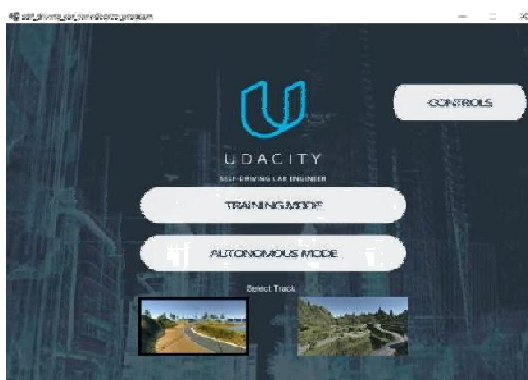 CONTROLS
UDACITY
SELF-DRIVING CAR ENGINEER
TRAINING MODE
AUTONOMOUS MODE
Select Track